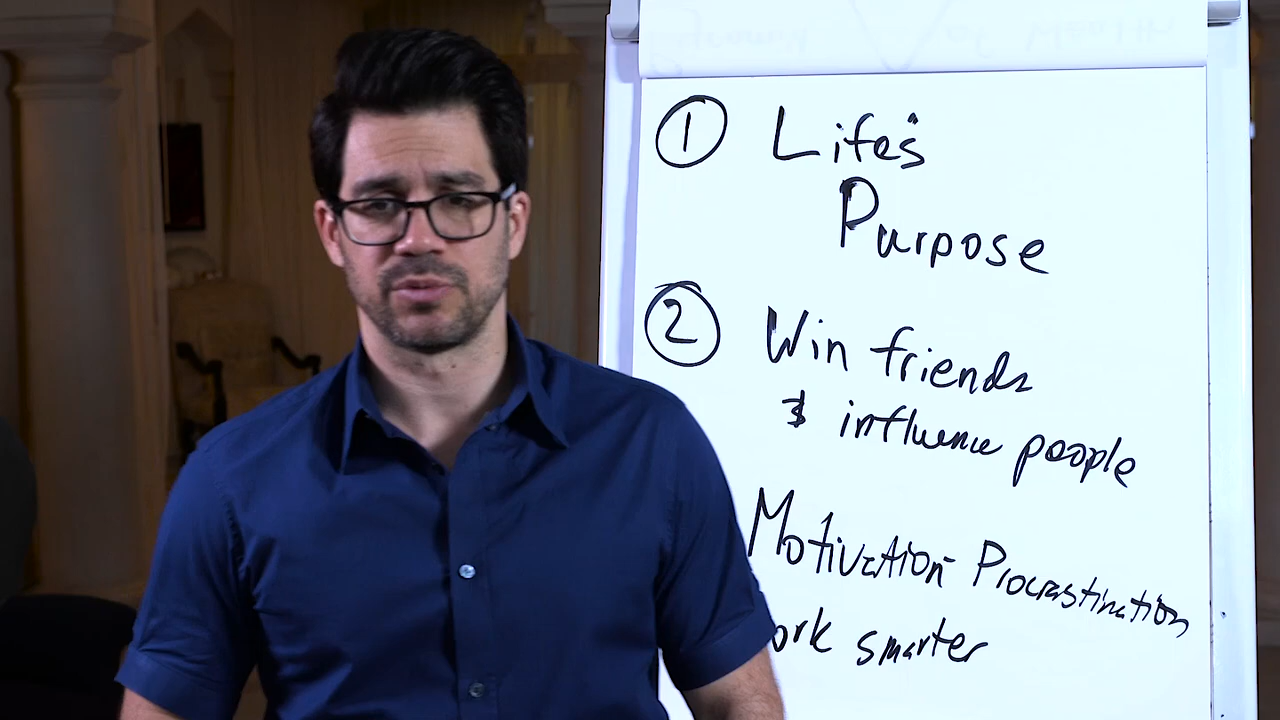 ① Life's
Purpose
② Win friends
& influence people
Motivation - Procrastination
ork smarter